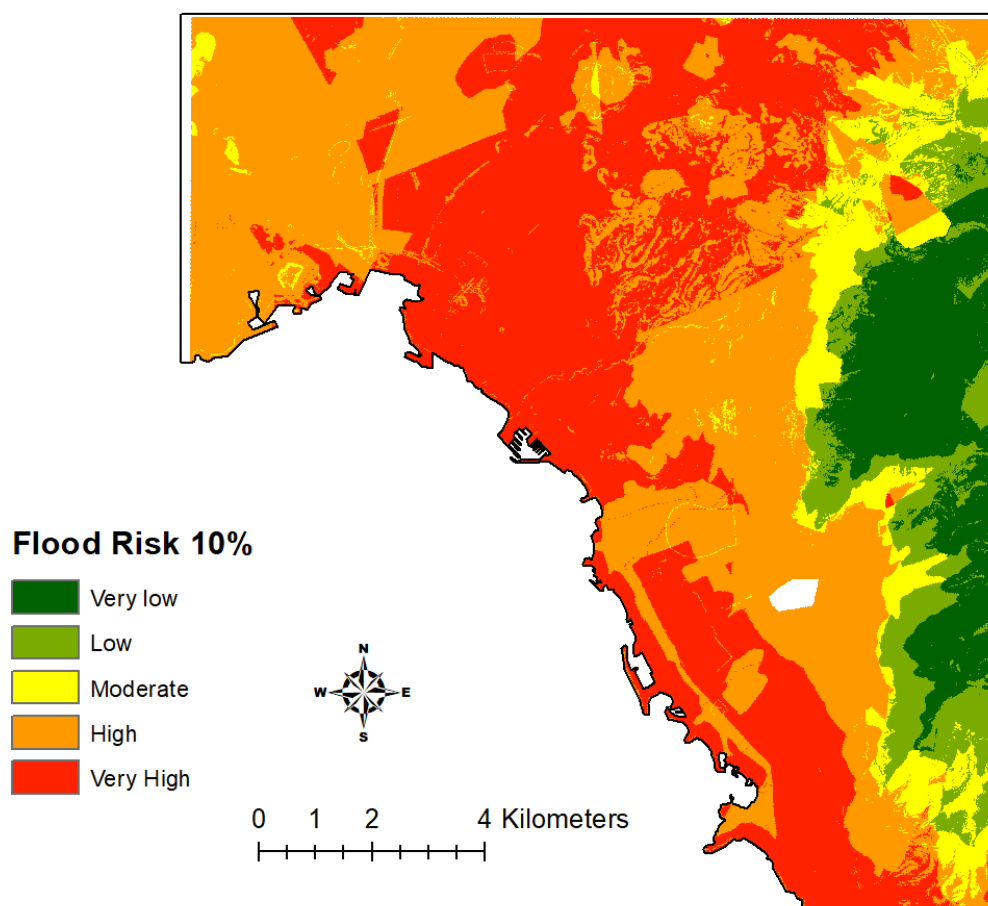 Flood Risk 10%
Very low
Low
Moderate
High
Very High
N
W E
S
0 1 2 4 Kilometers